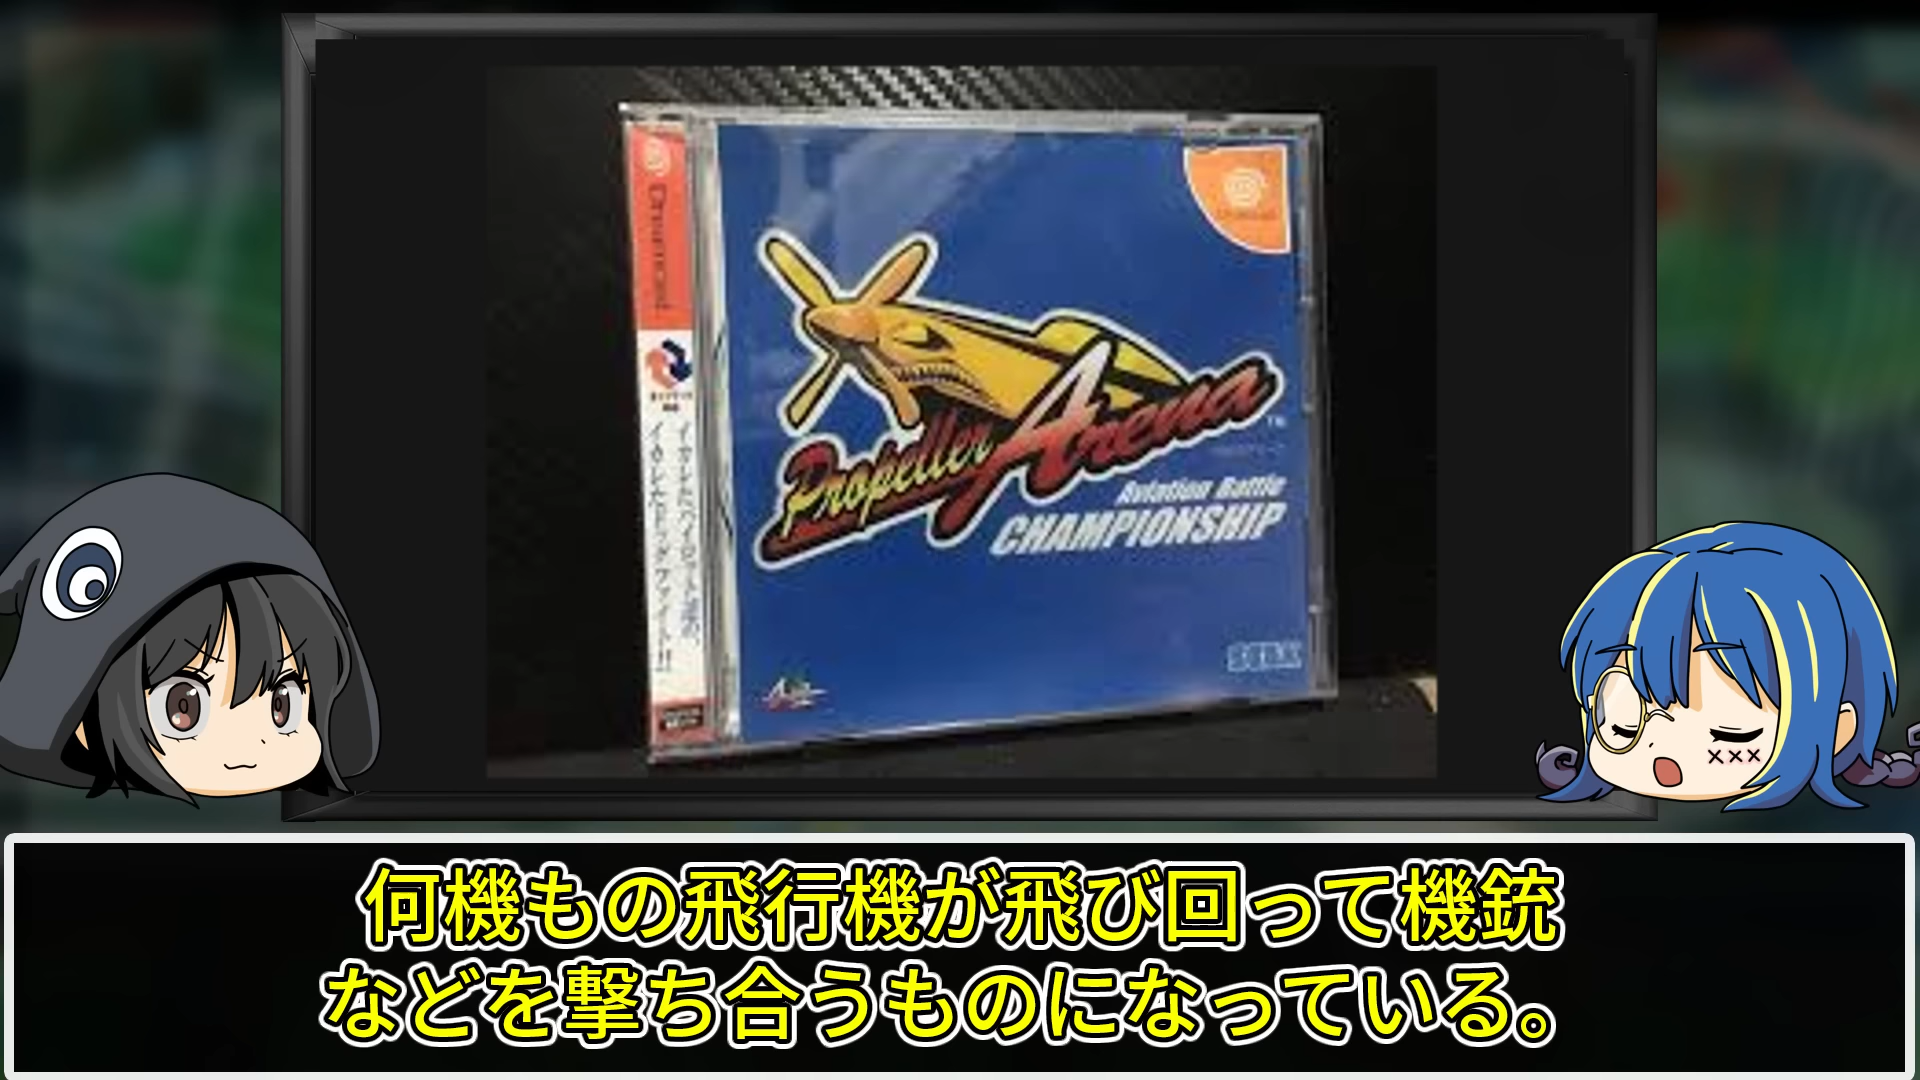 Dreamcast
Propeller Arena
TM
Aviation Battle
CHAMPIONSHIP
SEGA
何機もの飛行機が飛び回って機銃
などを撃ち合うものになっている。